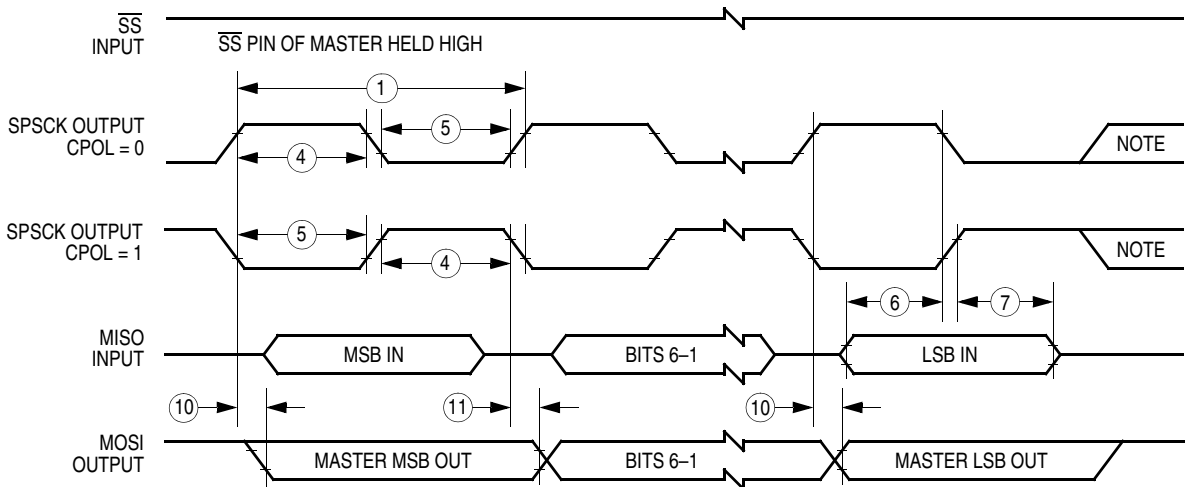 SS
INPUT
SS PIN OF MASTER HELD HIGH
1
SPSCK OUTPUT
CPOL = 0
5
4
NOTE
SPSCK OUTPUT
CPOL = 1
5
4
NOTE
6
7
MISO
INPUT
MSB IN
BITS 6–1
LSB IN
10
11
10
MOSI
OUTPUT
MASTER MSB OUT
BITS 6–1
MASTER LSB OUT